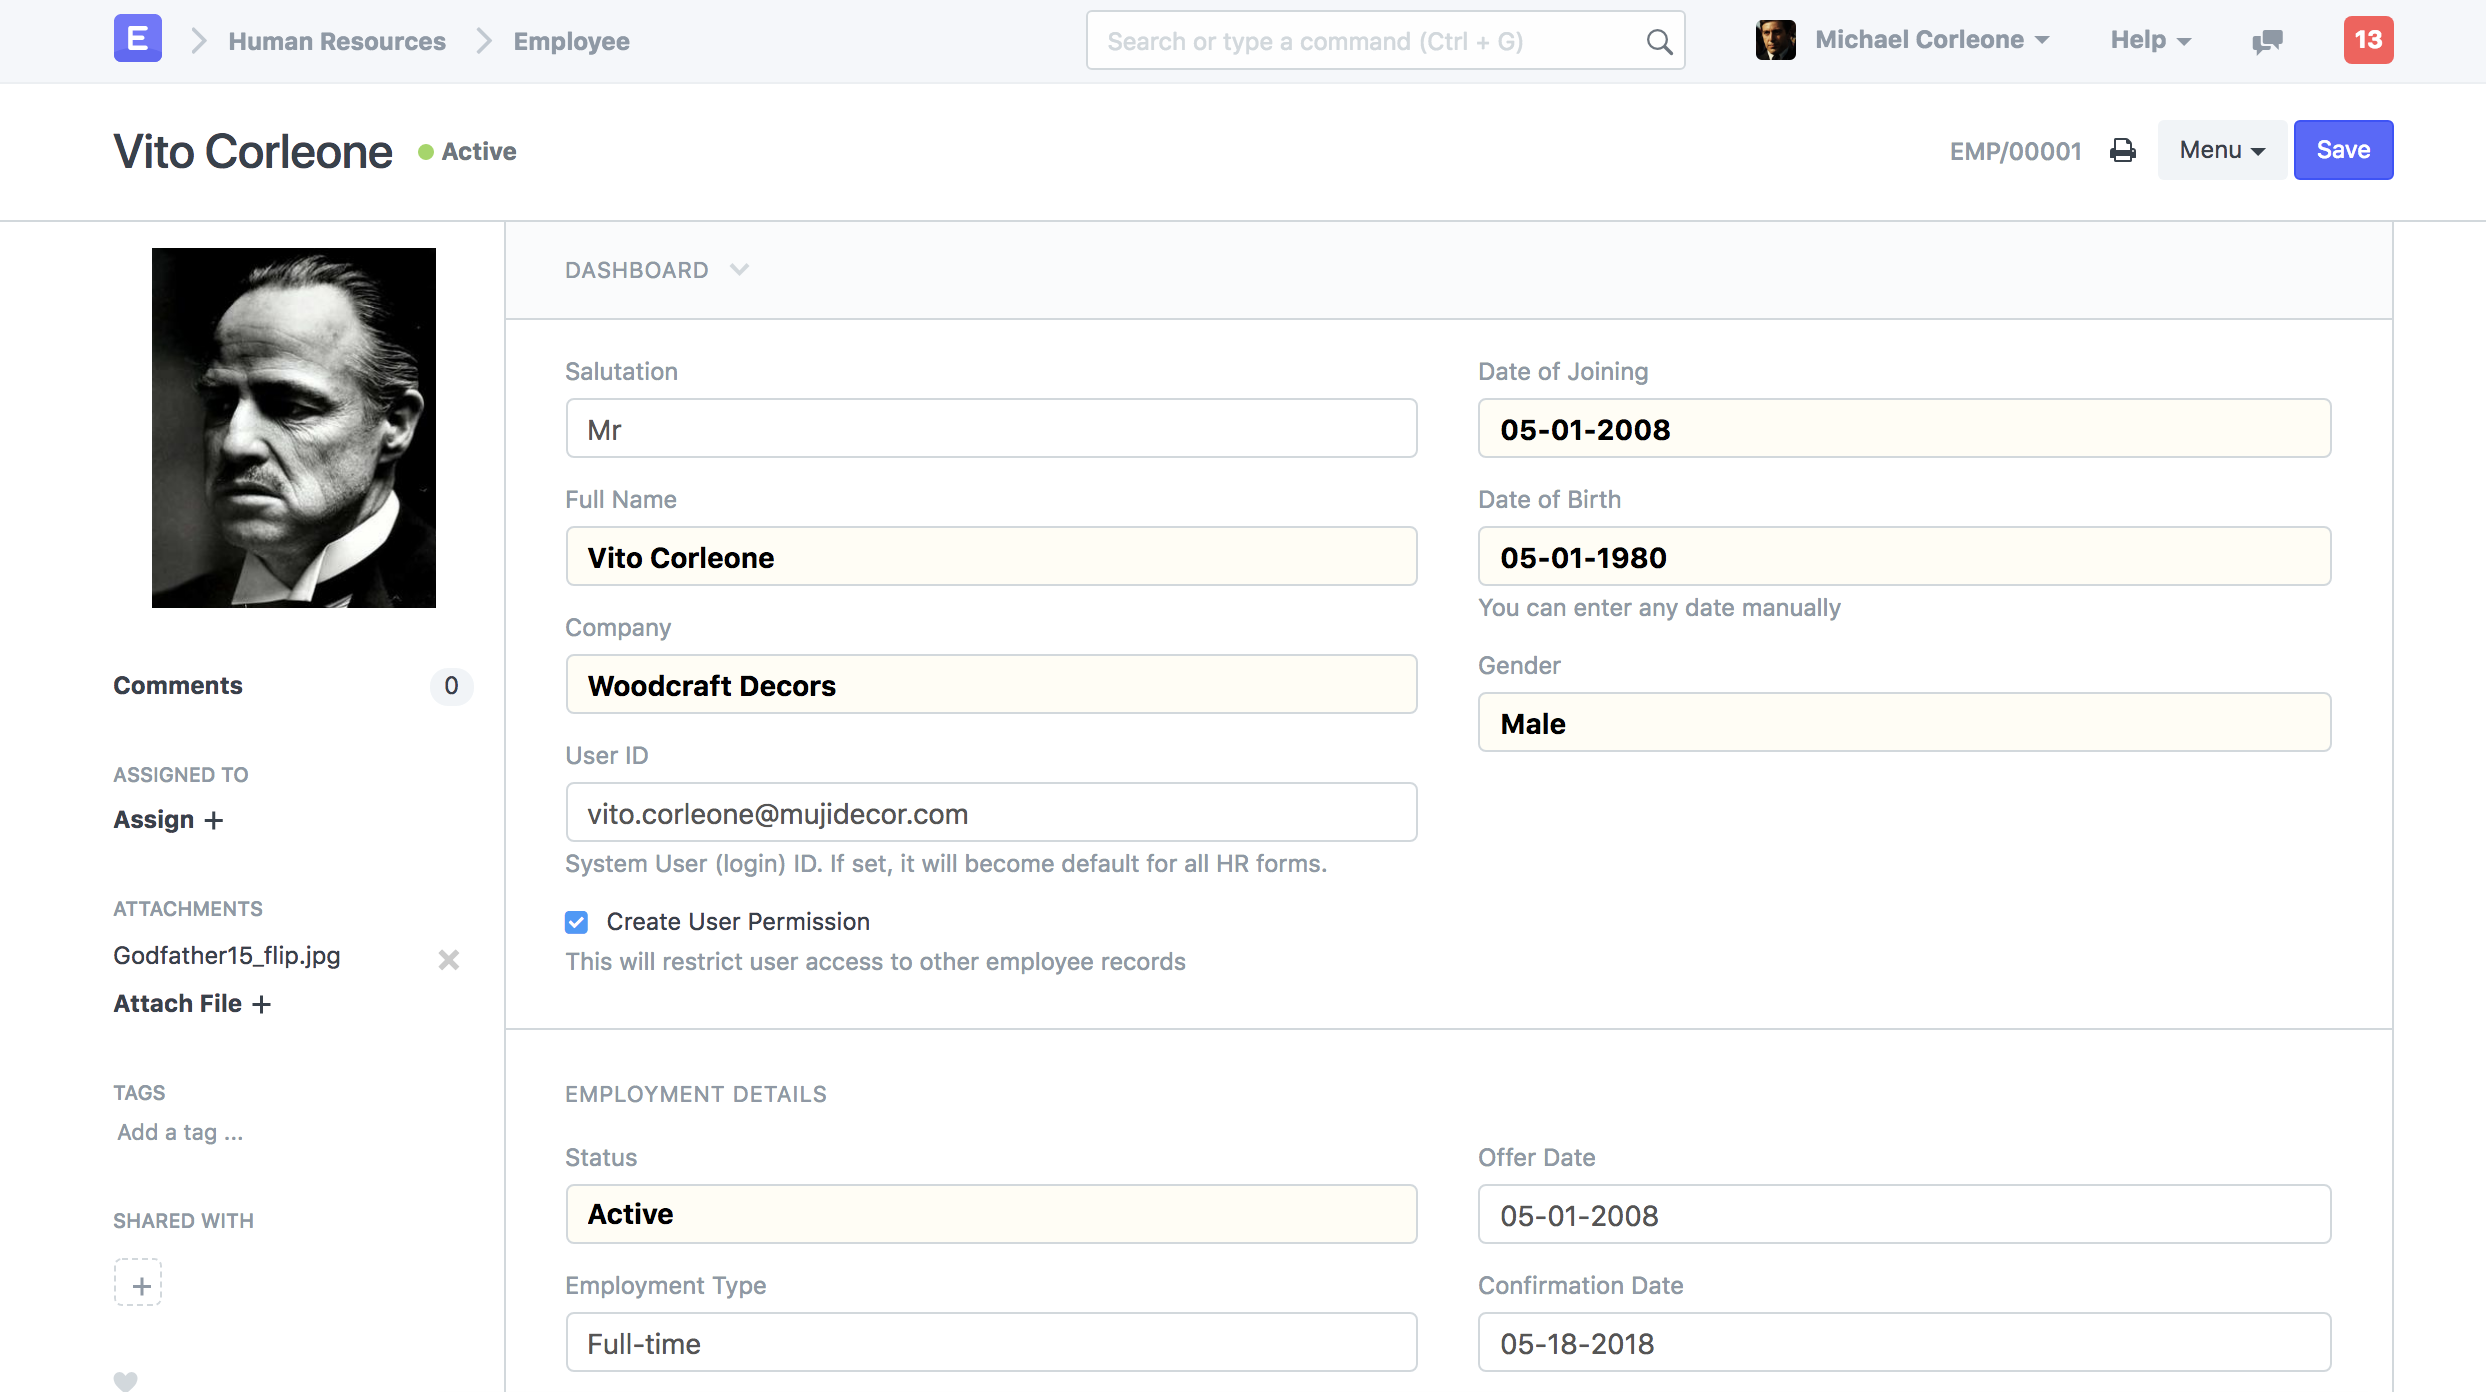 E Human Resources Employee
Search or type a command (Ctrl + G)
Michael Corleone Help 13
Vito Corleone Active
EMP/00001 Menu Save
Comments 0
ASSIGNED TO
Assign +
ATTACHMENTS
Godfather15_flip.jpg
Attach File +
TAGS
Add a tag ...
SHARED WITH
+
DASHBOARD
Salutation
Mr
Full Name
Vito Corleone
Company
Woodcraft Decors
User ID
vito.corleone@mujidecor.com
System User (login) ID. If set, it will become default for all HR forms.
Create User Permission
This will restrict user access to other employee records
Date of Joining
05-01-2008
Date of Birth
05-01-1980
You can enter any date manually
Gender
Male
EMPLOYMENT DETAILS
Status
Active
Employment Type
Full-time
Offer Date
05-01-2008
Confirmation Date
05-18-2018